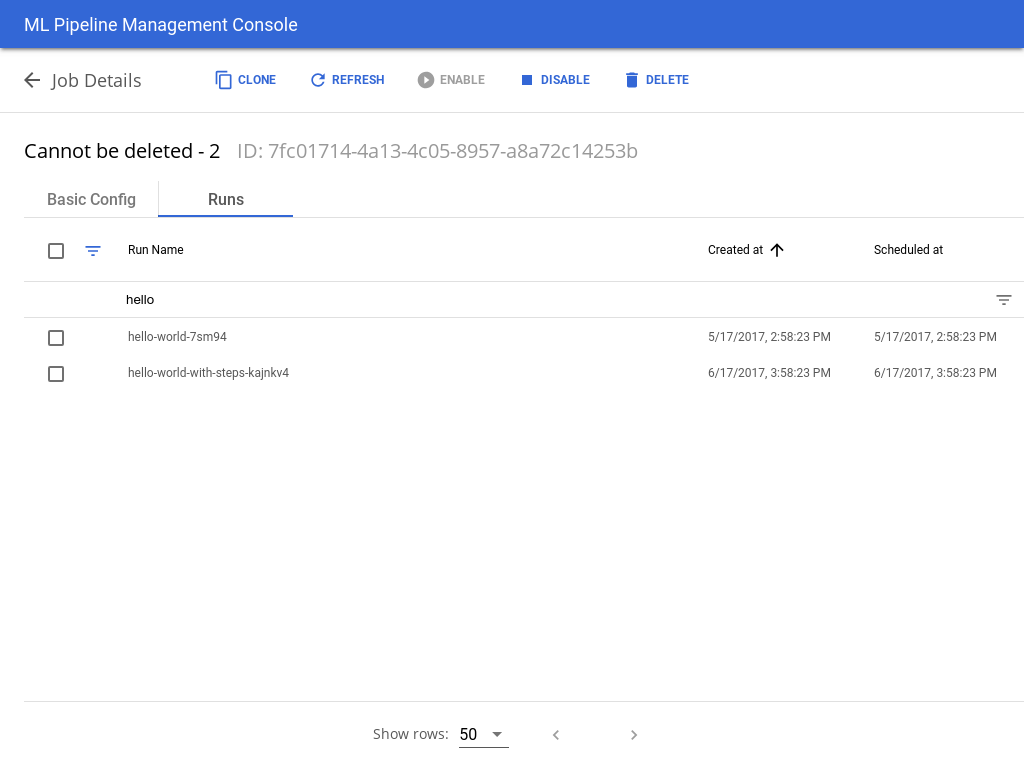 ML Pipeline Management Console
Job Details CLONE REFRESH ENABLE DISABLE DELETE
Cannot be deleted - 2 ID: 7fc01714-4a13-4c05-8957-a8a72c14253b
Basic Config Runs
Run Name Created at Scheduled at
hello
hello-world-7sm94 5/17/2017, 2:58:23 PM 5/17/2017, 2:58:23 PM
hello-world-with-steps-kajnkv4 6/17/2017, 3:58:23 PM 6/17/2017, 3:58:23 PM
Show rows: 50